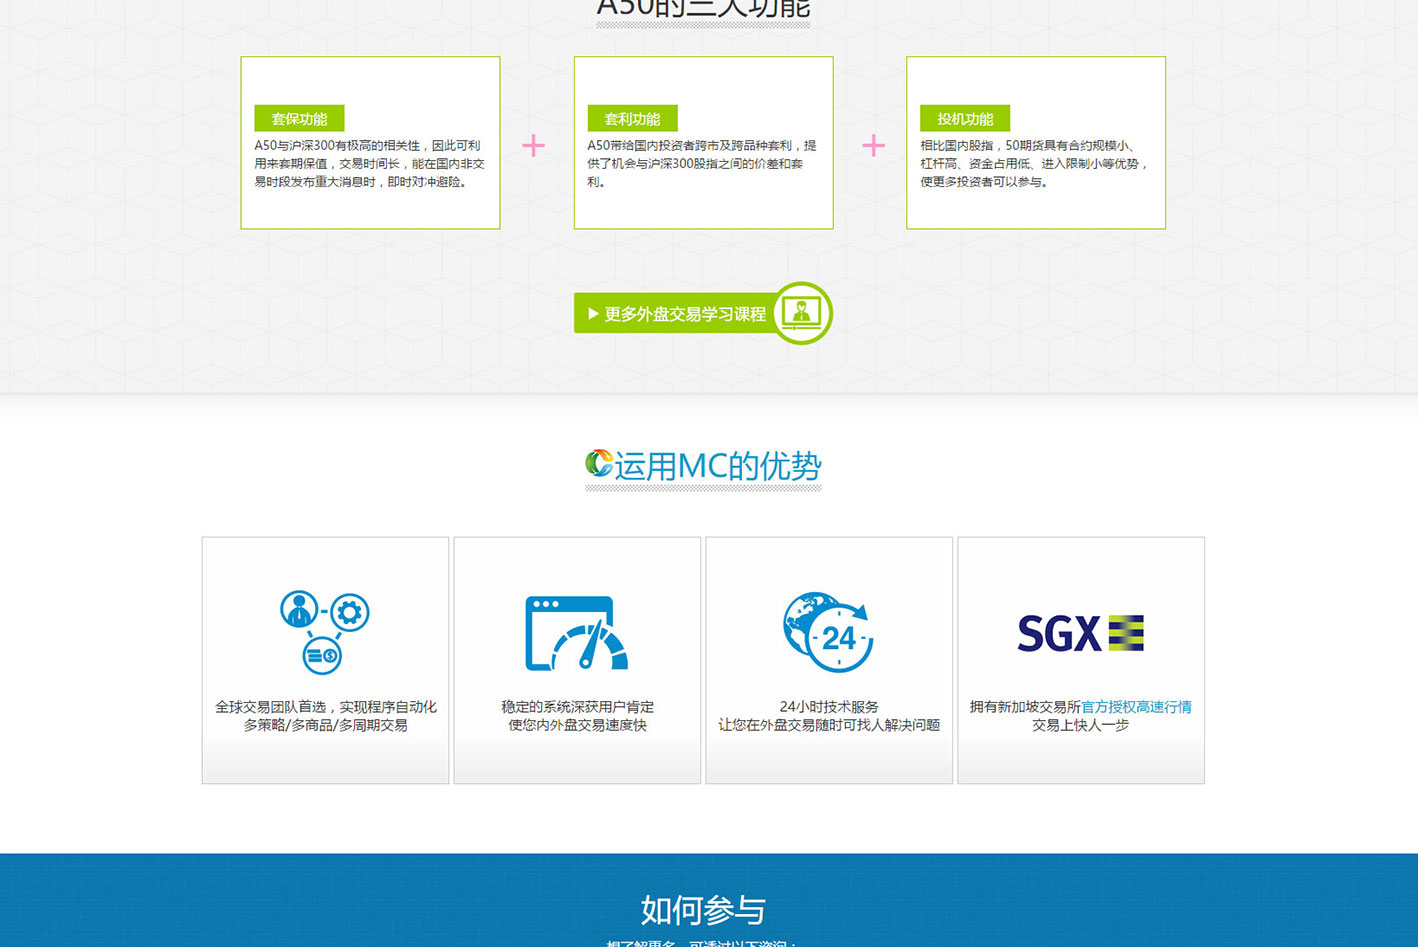 A50的三大功能
套保功能
A50与沪深300有极高的相关性，因此可利
用来套期保值，交易时间长，能在国内非交
易时段发布重大消息时，即时对冲避险。
套利功能
A50带给国内投资者跨市及跨品种套利，提
供了机会与沪深300股指之间的价差和套
利。
投机功能
相比国内股指，50期货具有合约规模小、
杠杆高、资金占用低、进入限制小等优势，
使更多投资者可以参与。
更多外盘交易学习课程
运用MC的优势
全球交易团队首选，实现程序自动化
多策略/多商品/多周期交易
稳定的系统深获用户肯定
使您内外盘交易速度快
24
24小时技术服务
让您在外盘交易随时可找人解决问题
SGX
拥有新加坡交易所官方授权高速行情
交易上快人一步
如何参与
想了解更多，可透过以下咨询：